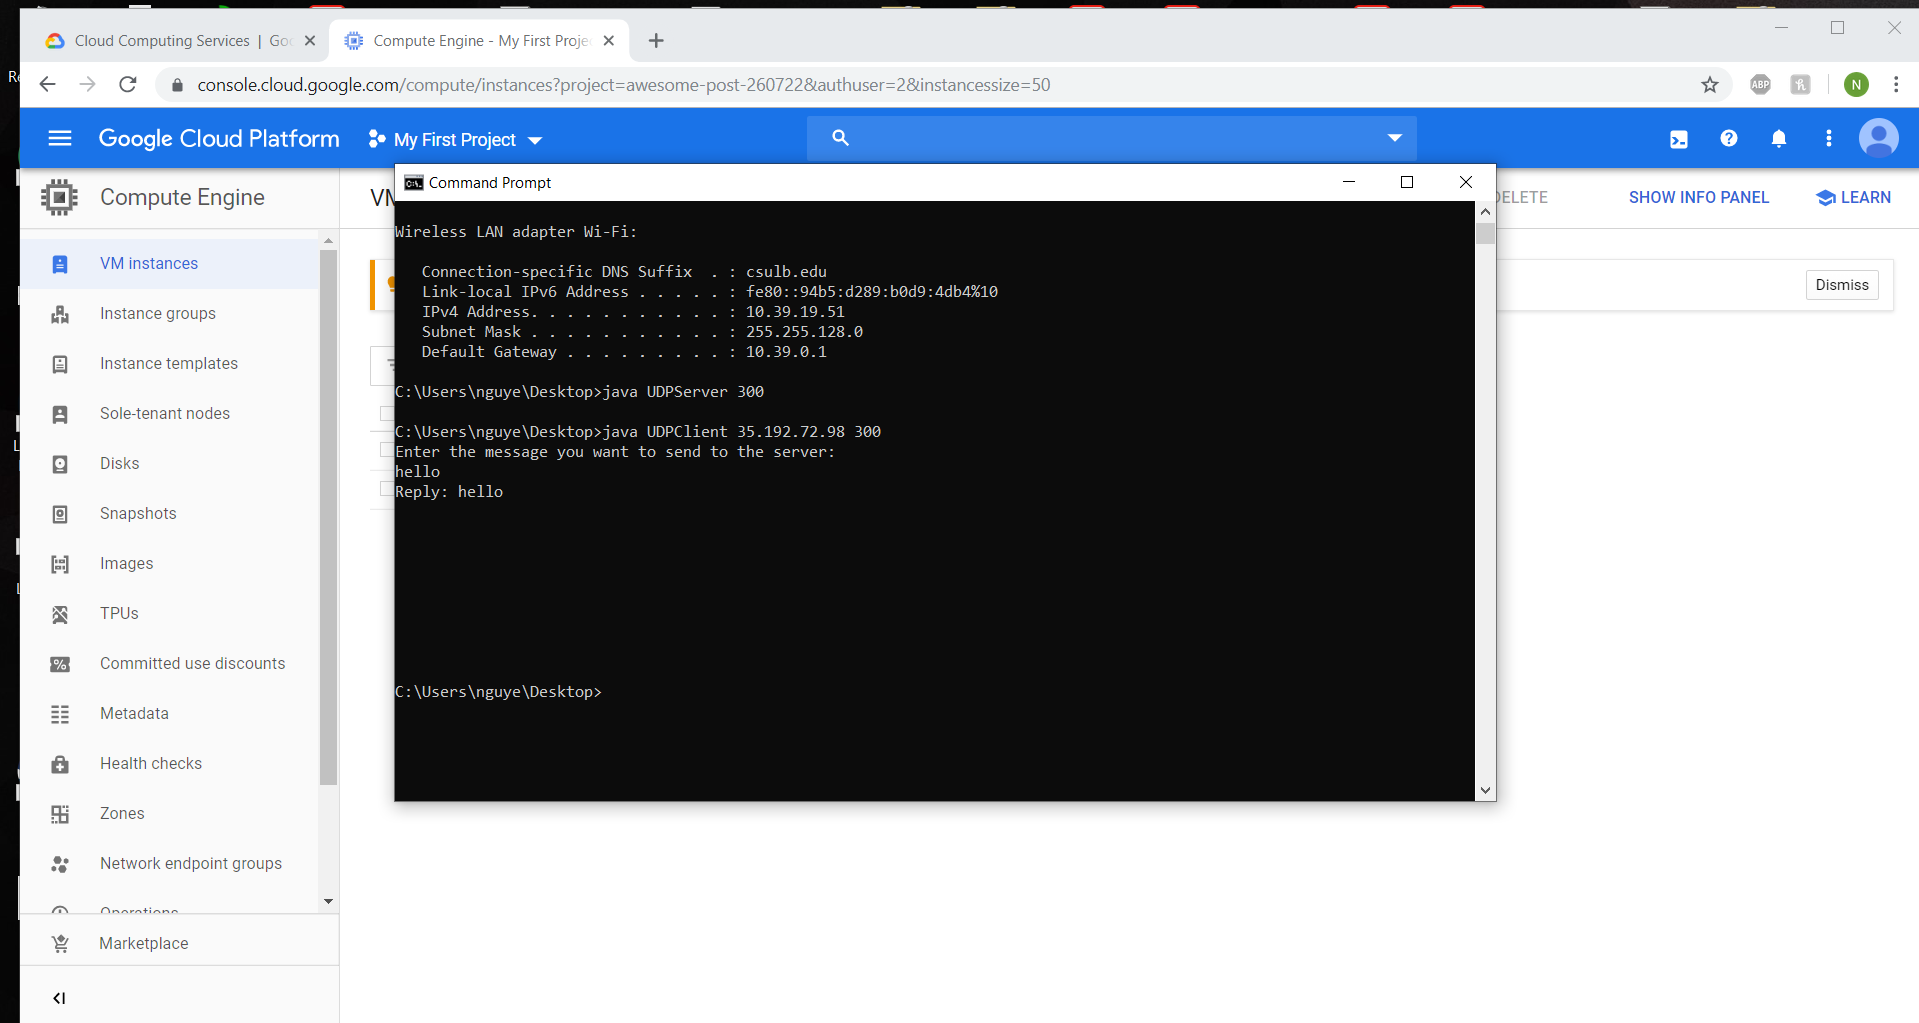 Cloud Computing Services | Goo
Compute Engine - My First Proje
console.cloud.google.com/compute/instances?project=awesome-post-260722&authuser=2&instancessize=50
ABP
h
N
Google Cloud Platform
My First Project
Compute Engine
VM
DELETE
SHOW INFO PANEL
LEARN
Dismiss
VM instances
Instance groups
Instance templates
Sole-tenant nodes
Disks
Snapshots
Images
TPUs
Committed use discounts
Metadata
Health checks
Zones
Network endpoint groups
Operations
Marketplace
Command Prompt
Wireless LAN adapter Wi-Fi:
Connection-specific DNS Suffix . : csulb.edu
Link-local IPv6 Address . . . . . : fe80::94b5:d289:b0d9:4db4%10
IPv4 Address. . . . . . . . . . . : 10.39.19.51
Subnet Mask . . . . . . . . . . . : 255.255.128.0
Default Gateway . . . . . . . . . : 10.39.0.1
C:\Users\nguye\Desktop>java UDPServer 300
C:\Users\nguye\Desktop>java UDPClient 35.192.72.98 300
Enter the message you want to send to the server:
hello
Reply: hello
C:\Users\nguye\Desktop>